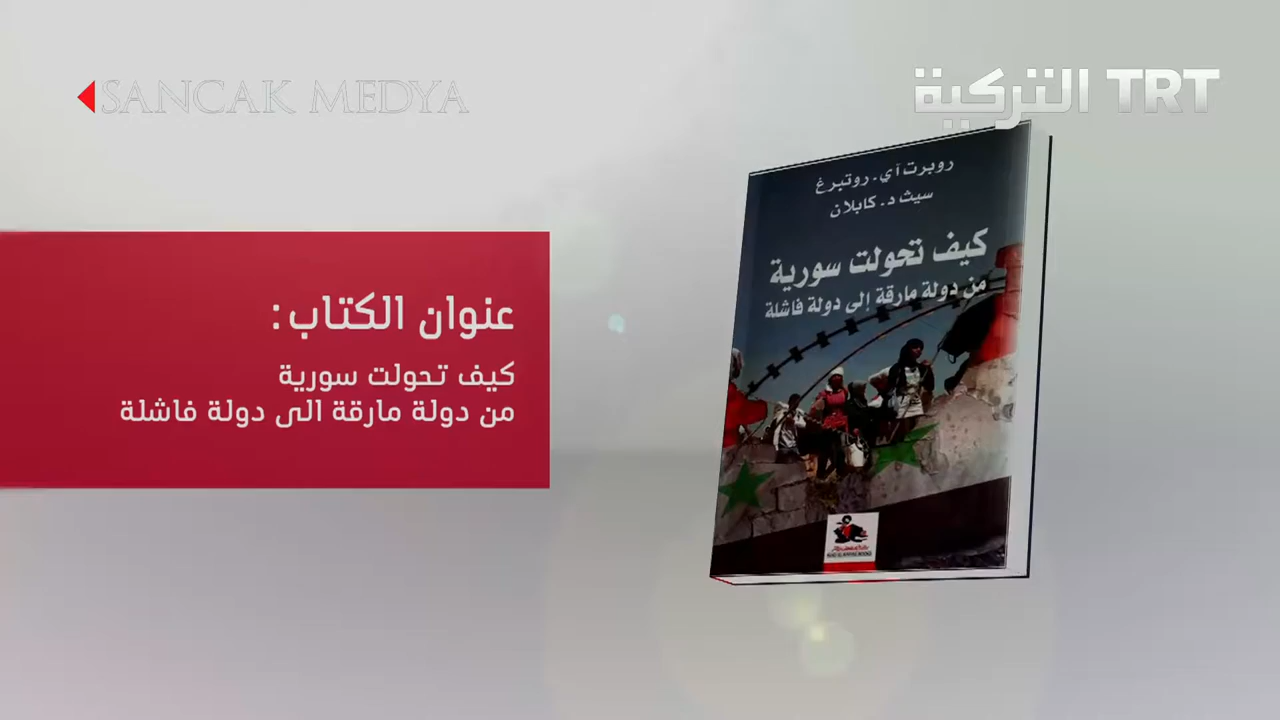 SANCAK MEDYA
TRT التركية
عنوان الكتاب:
كيف تحولت سورية
من دولة مارقة الى دولة فاشلة
روبرت آي. روتبرغ
سيث د. كابلان
كيف تحولت سورية
من دولة مارقة إلى دولة فاشلة